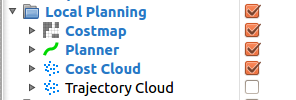 Local Planning
Costmap
Planner
Cost Cloud
Trajectory Cloud